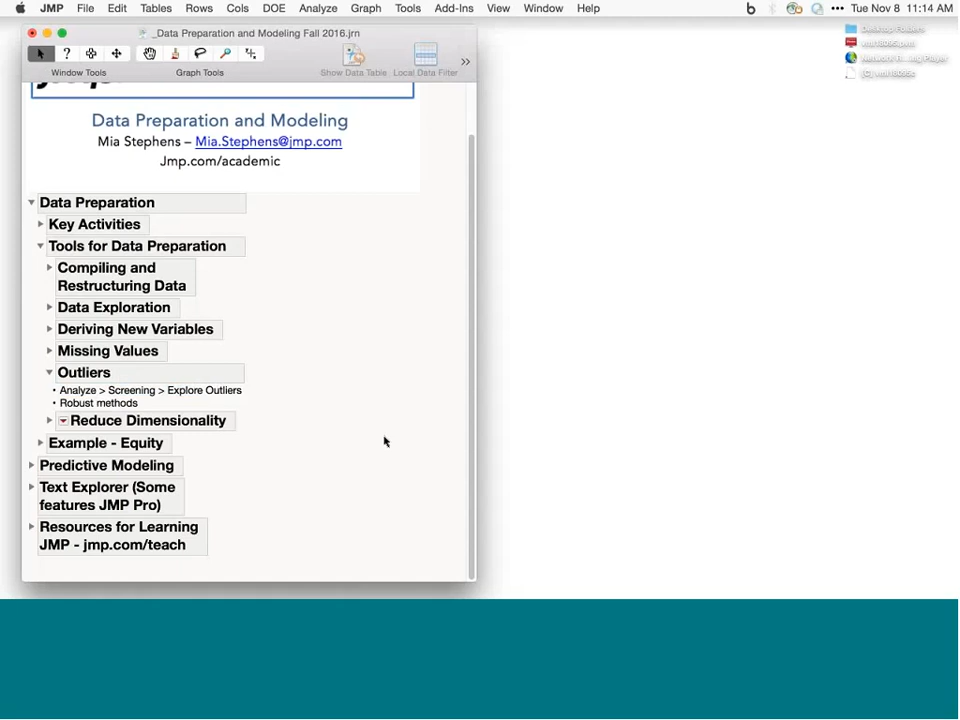 JMP File Edit Tables Rows Cols DOE Analyze Graph Tools Add-Ins View Window Help Tue Nov 8 11:14 AM
_Data Preparation and Modeling Fall 2016.jrn
Window Tools Graph Tools Show Data Table Local Data Filter
Data Preparation and Modeling
Mia Stephens – Mia.Stephens@jmp.com
Jmp.com/academic
Data Preparation
Key Activities
Tools for Data Preparation
Compiling and
Restructuring Data
Data Exploration
Deriving New Variables
Missing Values
Outliers
• Analyze > Screening > Explore Outliers
• Robust methods
Reduce Dimensionality
Example - Equity
Predictive Modeling
Text Explorer (Some
features JMP Pro)
Resources for Learning
JMP - jmp.com/teach
Desktop Folders
Network R...ng Player